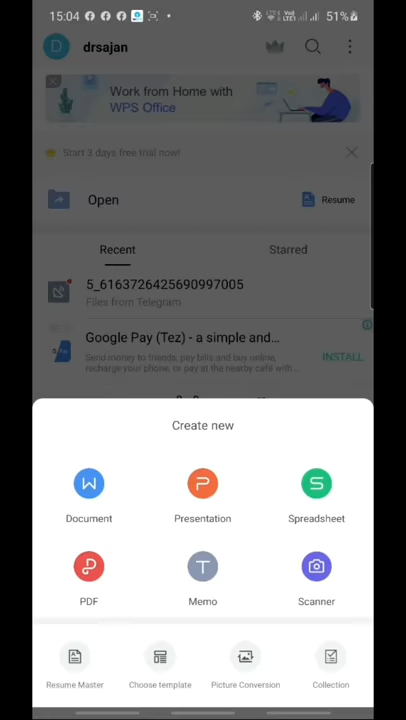 15:04
Vo))
LTE1
51%
D
drsajan
Work from Home with
WPS Office
Start 3 days free trial now!
Open
Resume
Recent
Starred
5_6163726425690997005
Files from Telegram
Google Pay (Tez) - a simple and...
Send money to friends, pay bills and buy online,
recharge your phone, or pay at the nearby café with...
INSTALL
Create new
Document
Presentation
Spreadsheet
PDF
Memo
Scanner
Resume Master
Choose template
Picture Conversion
Collection